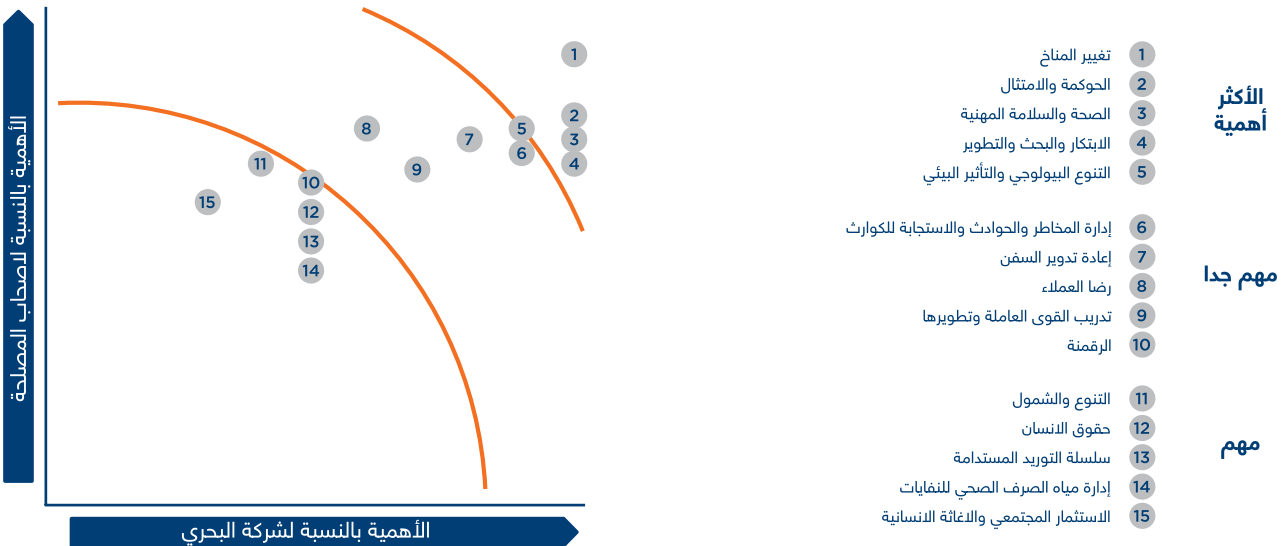 الأهمية بالنسبة لاصحاب المصلحة
1
2
3
4
5
6
7
8
9
10
11
12
13
14
15
الأهمية بالنسبة لشركة البحري
الأكثر
أهمية
1 تغيير المناخ
2 الحوكمة والامتثال
3 الصحة والسلامة المهنية
4 الابتكار والبحث والتطوير
5 التنوع البيولوجي والتأثير البيئي
مهم جدا
6 إدارة المخاطر والحوادث والاستجابة للكوارث
7 إعادة تدوير السفن
8 رضا العملاء
9 تدريب القوى العاملة وتطويرها
10 الرقمنة
مهم
11 التنوع والشمول
12 حقوق الانسان
13 سلسلة التوريد المستدامة
14 إدارة مياه الصرف الصحي للنفايات
15 الاستثمار المجتمعي والاغاثة الانسانية